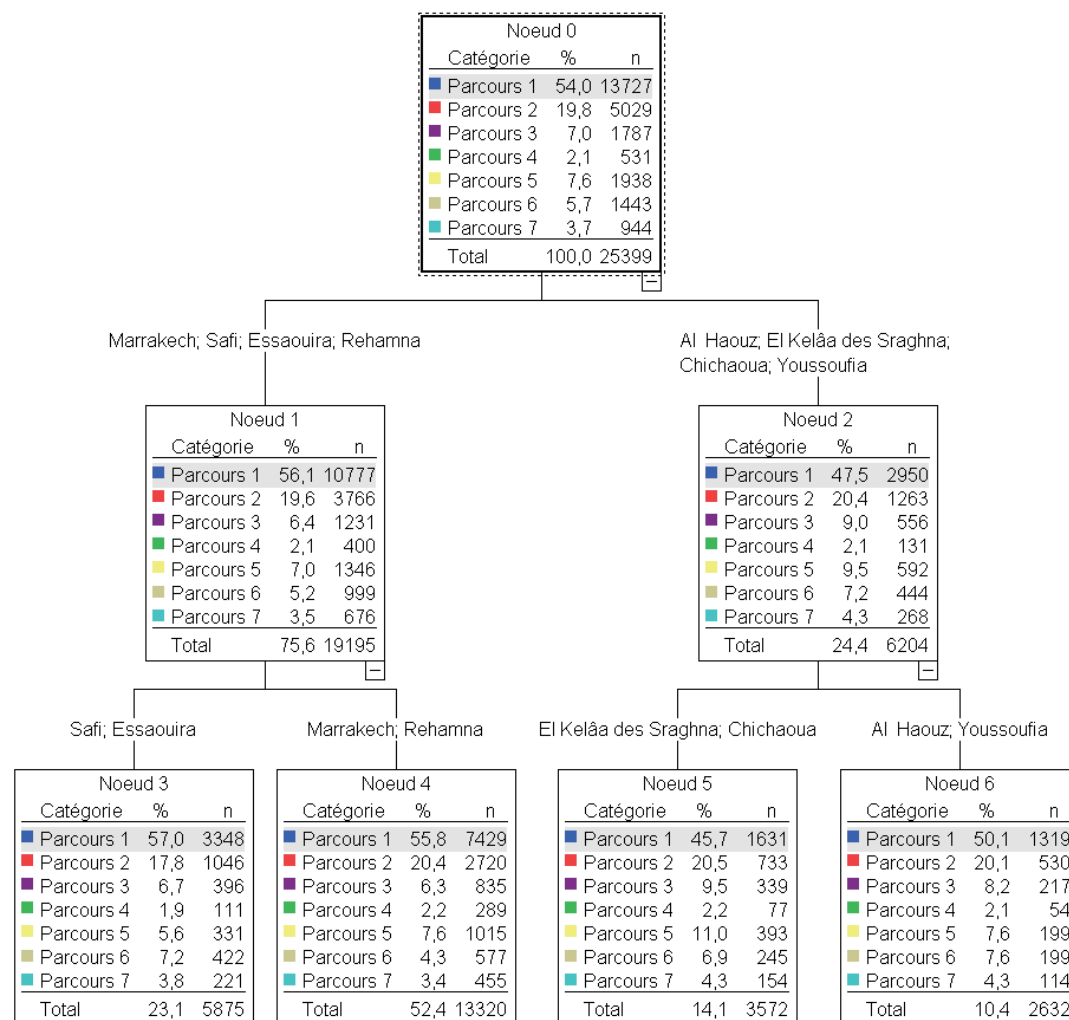 Noeud 0
Catégorie % n
Parcours 1 54,0 13727
Parcours 2 19,8 5029
Parcours 3 7,0 1787
Parcours 4 2,1 531
Parcours 5 7,6 1938
Parcours 6 5,7 1443
Parcours 7 3,7 944
Total 100,0 25399
Marrakech; Safi; Essaouira; Rehamna
Al Haouz; El Kelâa des Sraghna;
Chichaoua; Youssoufia
Noeud 1
Catégorie % n
Parcours 1 56,1 10777
Parcours 2 19,6 3766
Parcours 3 6,4 1231
Parcours 4 2,1 400
Parcours 5 7,0 1346
Parcours 6 5,2 999
Parcours 7 3,5 676
Total 75,6 19195
Noeud 2
Catégorie % n
Parcours 1 47,5 2950
Parcours 2 20,4 1263
Parcours 3 9,0 556
Parcours 4 2,1 131
Parcours 5 9,5 592
Parcours 6 7,2 444
Parcours 7 4,3 268
Total 24,4 6204
Safi; Essaouira
Marrakech; Rehamna
El Kelâa des Sraghna; Chichaoua
Al Haouz; Youssoufia
Noeud 3
Catégorie % n
Parcours 1 57,0 3348
Parcours 2 17,8 1046
Parcours 3 6,7 396
Parcours 4 1,9 111
Parcours 5 5,6 331
Parcours 6 7,2 422
Parcours 7 3,8 221
Total 23,1 5875
Noeud 4
Catégorie % n
Parcours 1 55,8 7429
Parcours 2 20,4 2720
Parcours 3 6,3 835
Parcours 4 2,2 289
Parcours 5 7,6 1015
Parcours 6 4,3 577
Parcours 7 3,4 455
Total 52,4 13320
Noeud 5
Catégorie % n
Parcours 1 45,7 1631
Parcours 2 20,5 733
Parcours 3 9,5 339
Parcours 4 2,2 77
Parcours 5 11,0 393
Parcours 6 6,9 245
Parcours 7 4,3 154
Total 14,1 3572
Noeud 6
Catégorie % n
Parcours 1 50,1 1319
Parcours 2 20,1 530
Parcours 3 8,2 217
Parcours 4 2,1 54
Parcours 5 7,6 199
Parcours 6 7,6 199
Parcours 7 4,3 114
Total 10,4 2632